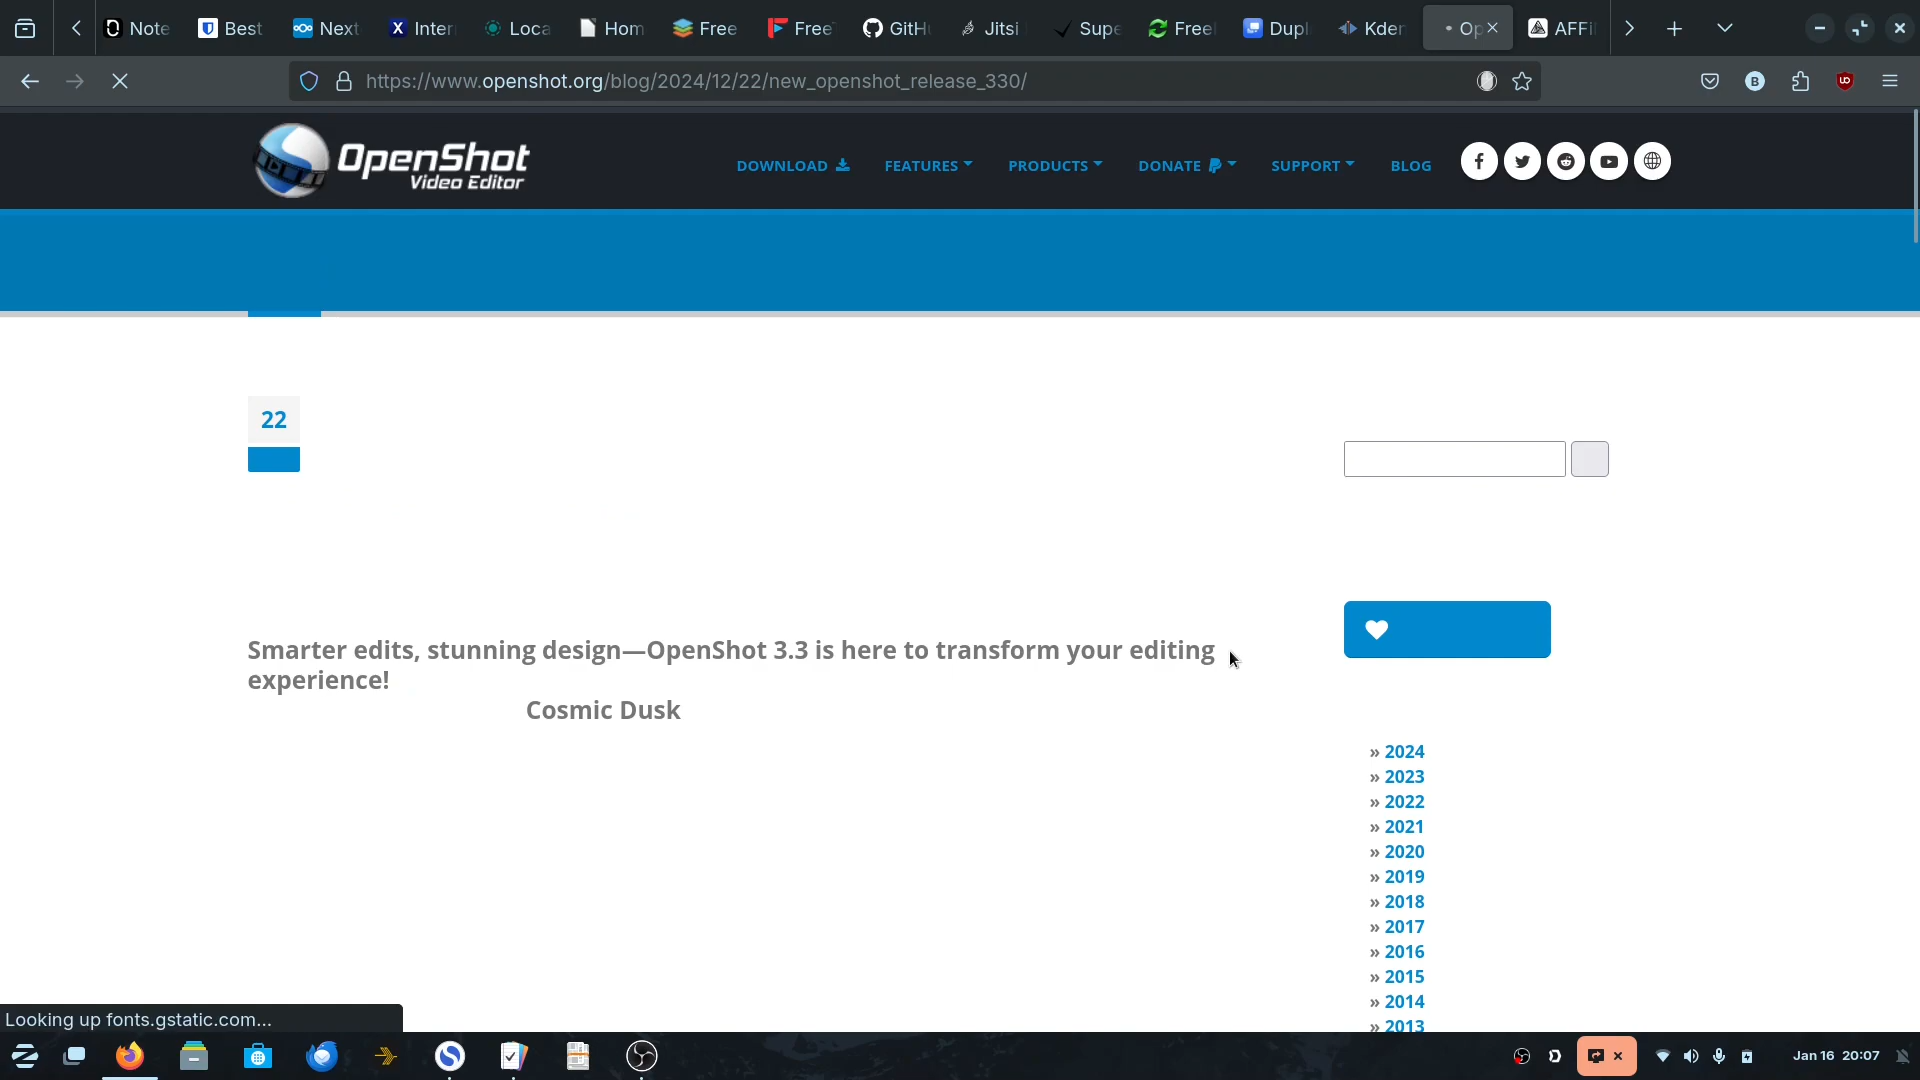 Note
Best
Next
Inter
Loca
Hom
Free
Free
GitHu
Jitsi
Supe
Free
Dupl
Kder
Op
AFFi
https://www.openshot.org/blog/2024/12/22/new_openshot_release_330/
B
OpenShot
Video Editor
DOWNLOAD
FEATURES
PRODUCTS
DONATE
SUPPORT
BLOG
22
Smarter edits, stunning design—OpenShot 3.3 is here to transform your editing
experience!
Cosmic Dusk
» 2024
» 2023
» 2022
» 2021
» 2020
» 2019
» 2018
» 2017
» 2016
» 2015
» 2014
» 2013
Looking up fonts.gstatic.com...
Jan 16 20:07